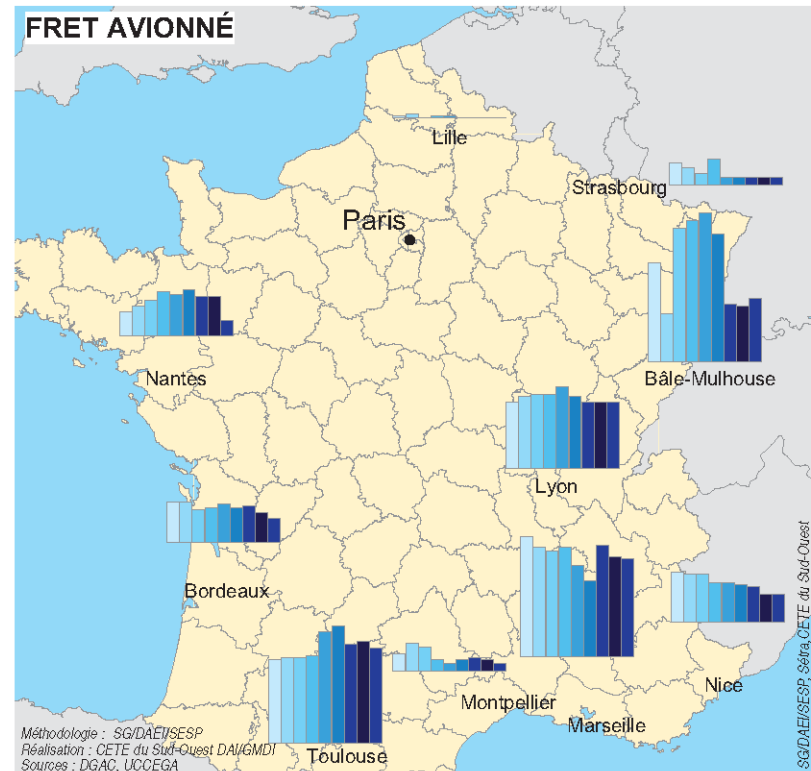 FRET AVIONNÉ
Lille
Strasbourg
Paris
Nantes
Bâle-Mulhouse
Lyon
Bordeaux
Nice
Montpellier
Marseille
Toulouse
Méthodologie : SG/DAEI/SESP
Réalisation : CETE du Sud-Ouest DAI/GMDI
Sources : DGAC, UCCEGA
SG/DAEI/SESP, Sétra, CETE du Sud-Ouest